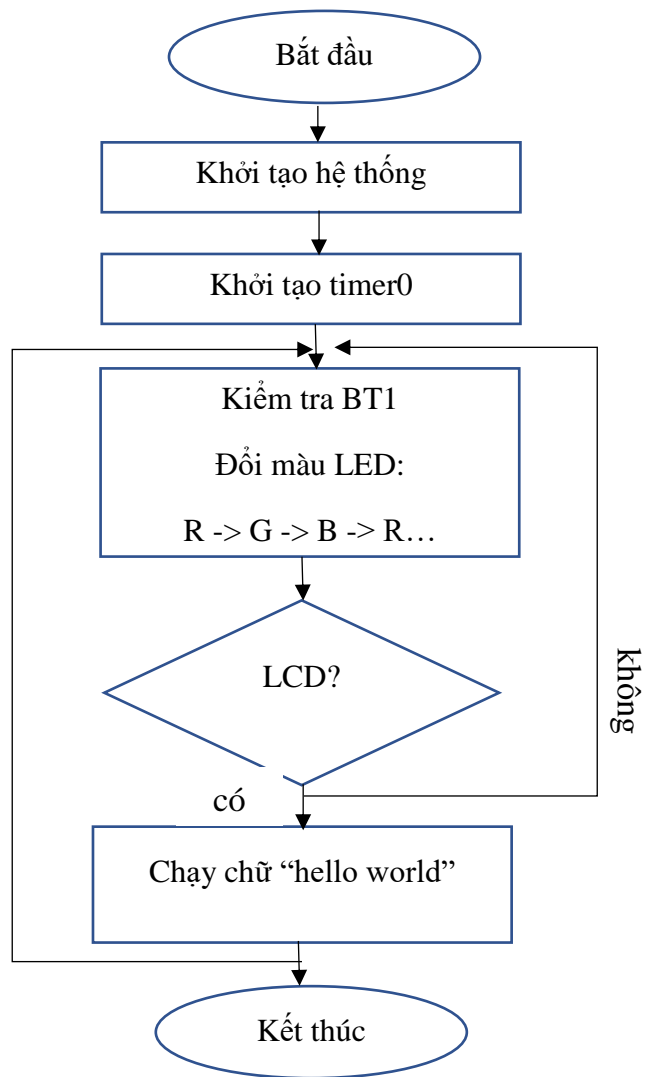 Bắt đầu
Khởi tạo hệ thống
Khởi tạo timer0
Kiểm tra BT1
Đổi màu LED:
R -> G -> B -> R…
LCD?
không
có
Chạy chữ “hello world”
Kết thúc